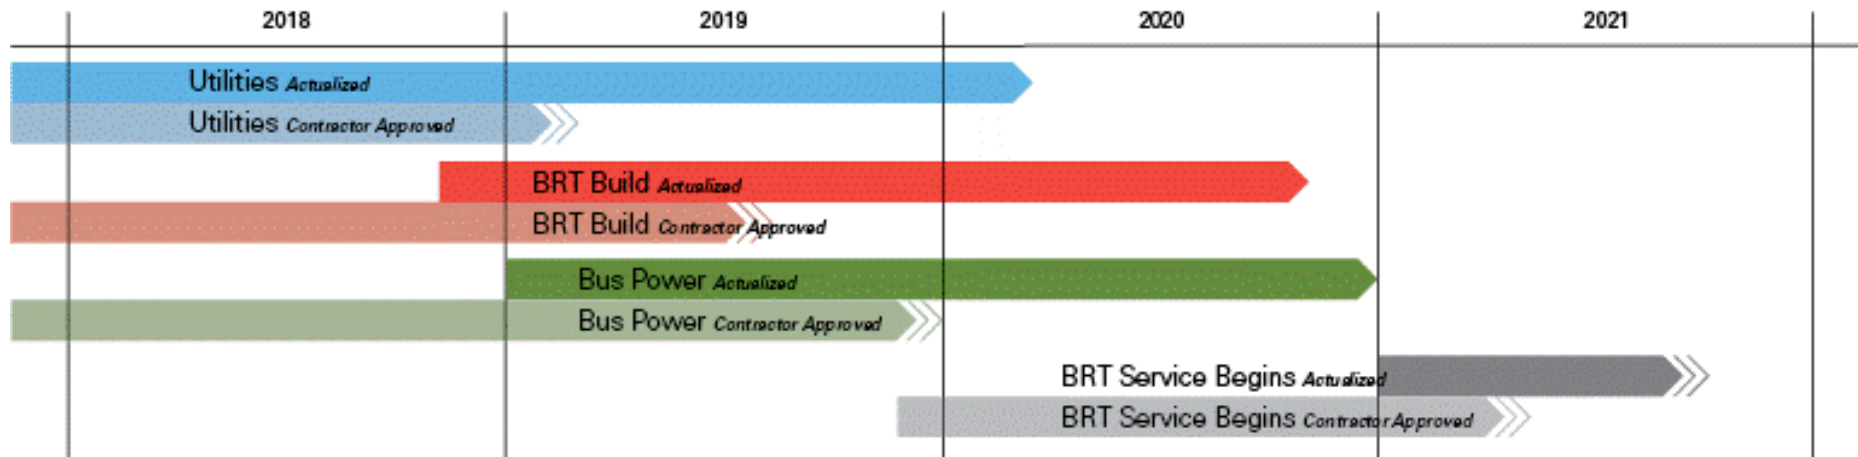 2018 2019 2020 2021
Utilities Actualized
Utilities Contractor Approved
BRT Build Actualized
BRT Build Contractor Approved
Bus Power Actualized
Bus Power Contractor Approved
BRT Service Begins Actualized
BRT Service Begins Contractor Approved